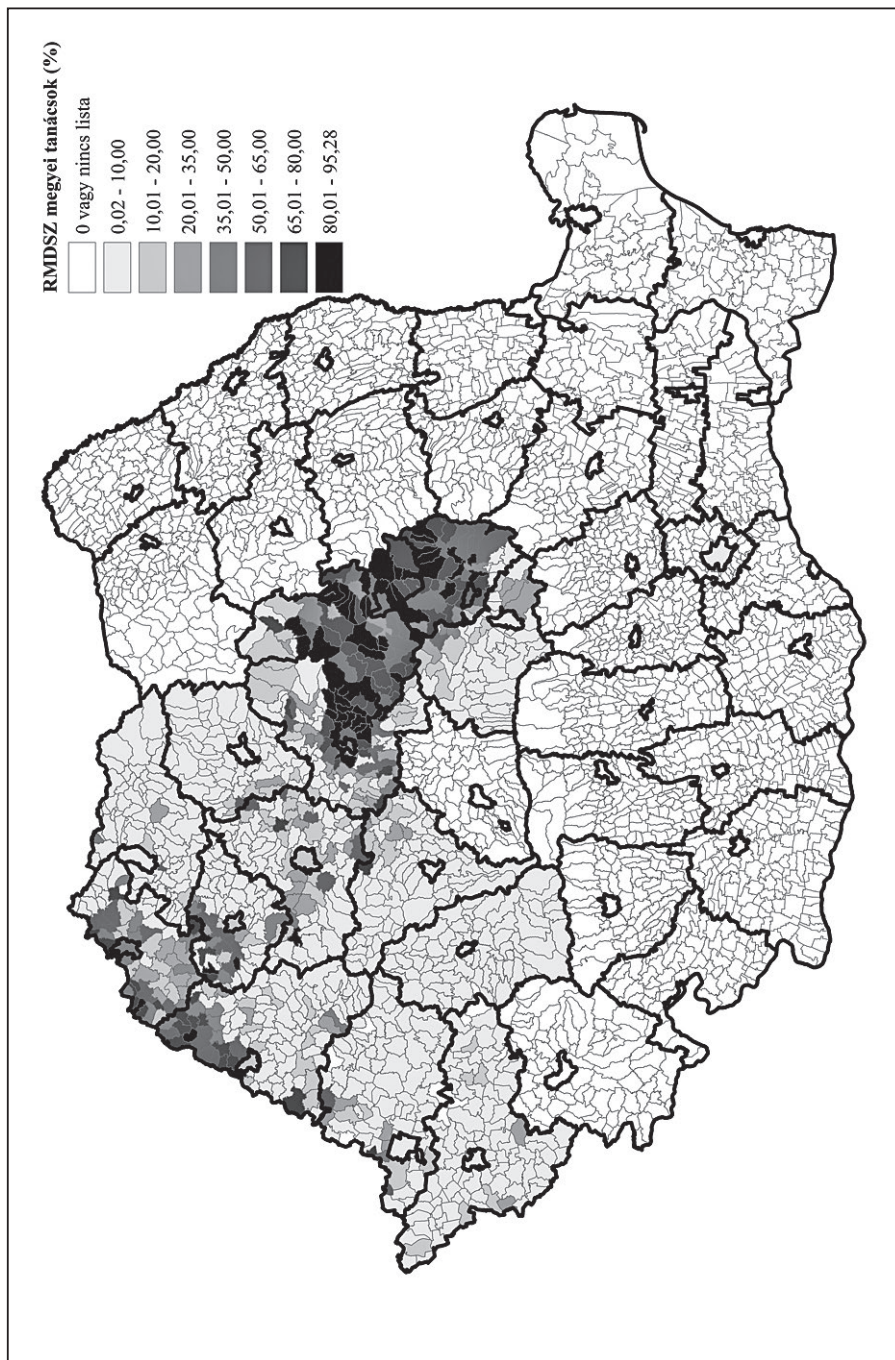 RMDSZ megyei tanácsok (%)
0 vagy nincs lista
0,02 - 10,00
10,01 - 20,00
20,01 - 35,00
35,01 - 50,00
50,01 - 65,00
65,01 - 80,00
80,01 - 95,28